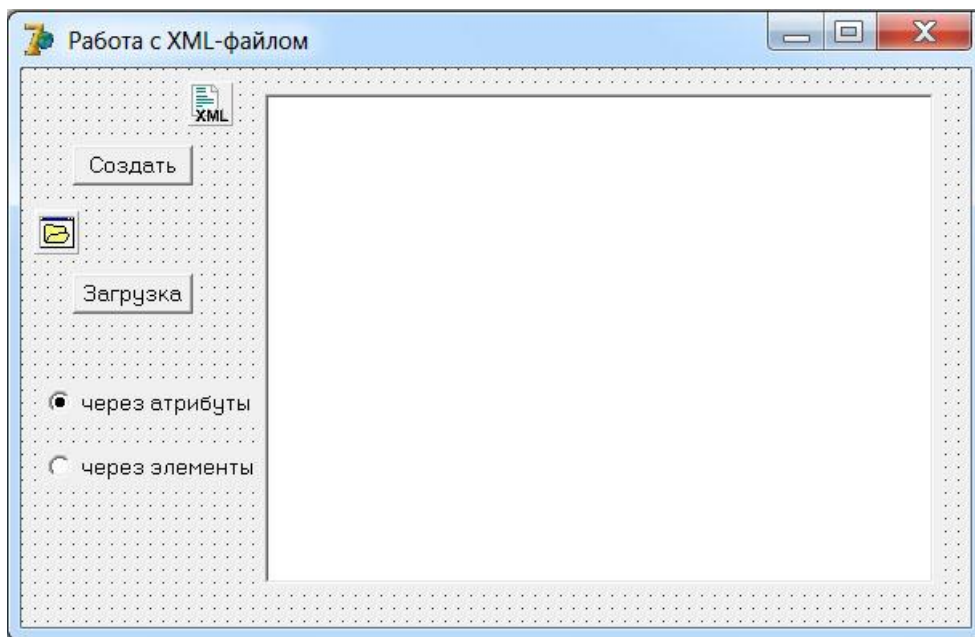 Работа с XML-файлом
XML
Создать
Загрузка
через атрибуты
через элементы